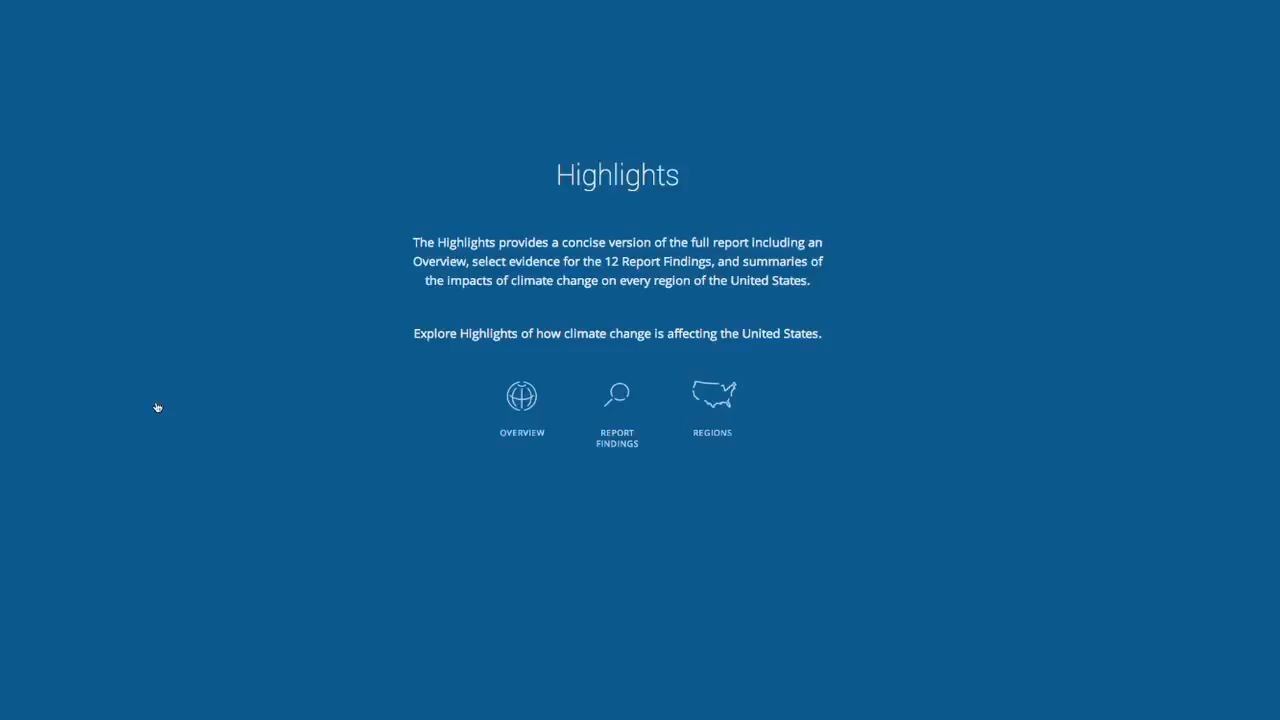 Highlights
The Highlights provides a concise version of the full report including an
Overview, select evidence for the 12 Report Findings, and summaries of
the impacts of climate change on every region of the United States.
Explore Highlights of how climate change is affecting the United States.
OVERVIEW
REPORT
FINDINGS
REGIONS